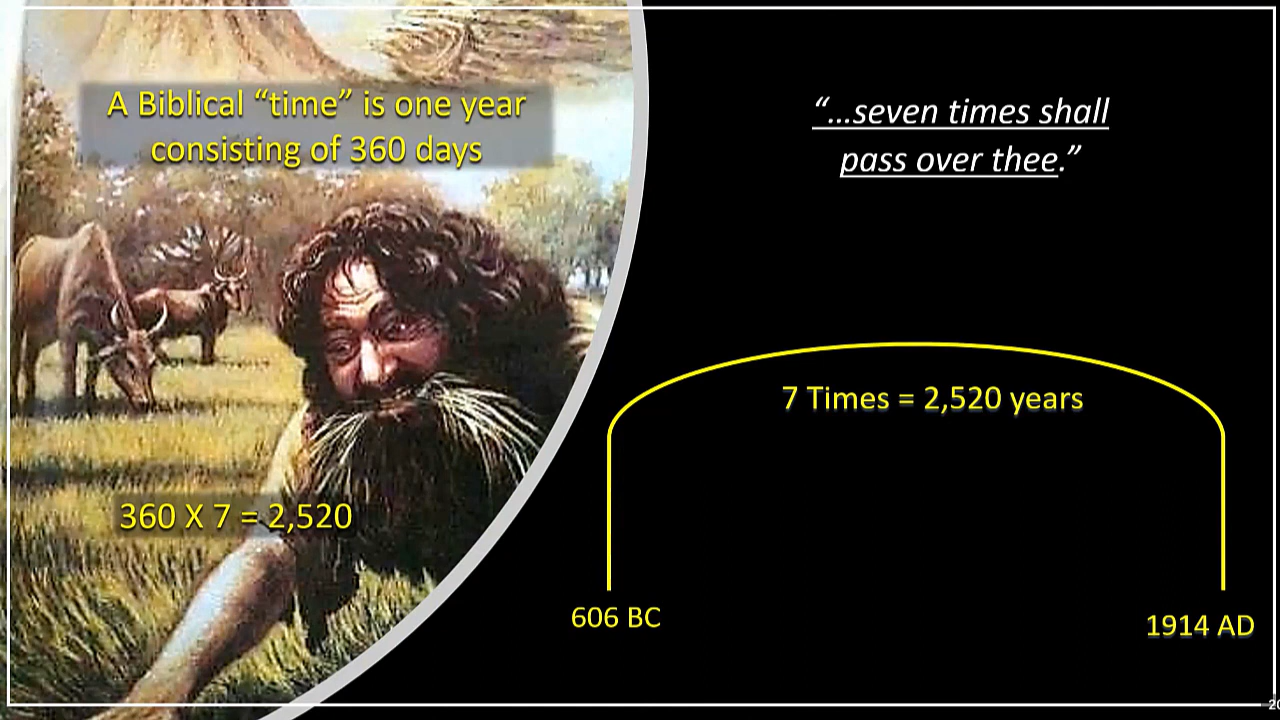 A Biblical “time” is one year
consisting of 360 days
“…seven times shall
pass over thee.”
7 Times = 2,520 years
360 X 7 = 2,520
606 BC
1914 AD